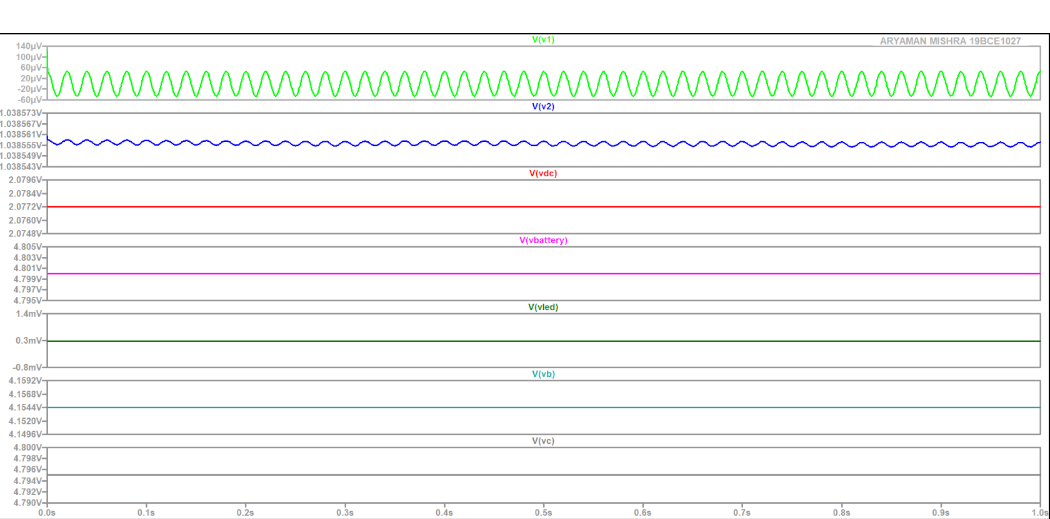 V(v1)
ARYAMAN MISHRA 19BCE1027
140µV
100µV
60µV
20µV
-20µV
-60µV
V(v2)
1.038573V
1.038567V
1.038561V
1.038555V
1.038549V
1.038543V
V(vdc)
2.0796V
2.0784V
2.0772V
2.0760V
2.0748V
V(vbattery)
4.805V
4.803V
4.801V
4.799V
4.797V
4.795V
V(vled)
1.4mV
0.3mV
-0.8mV
V(vb)
4.1592V
4.1568V
4.1544V
4.1520V
4.1496V
V(vc)
4.800V
4.798V
4.796V
4.794V
4.792V
4.790V
0.0s 0.1s 0.2s 0.3s 0.4s 0.5s 0.6s 0.7s 0.8s 0.9s 1.0s